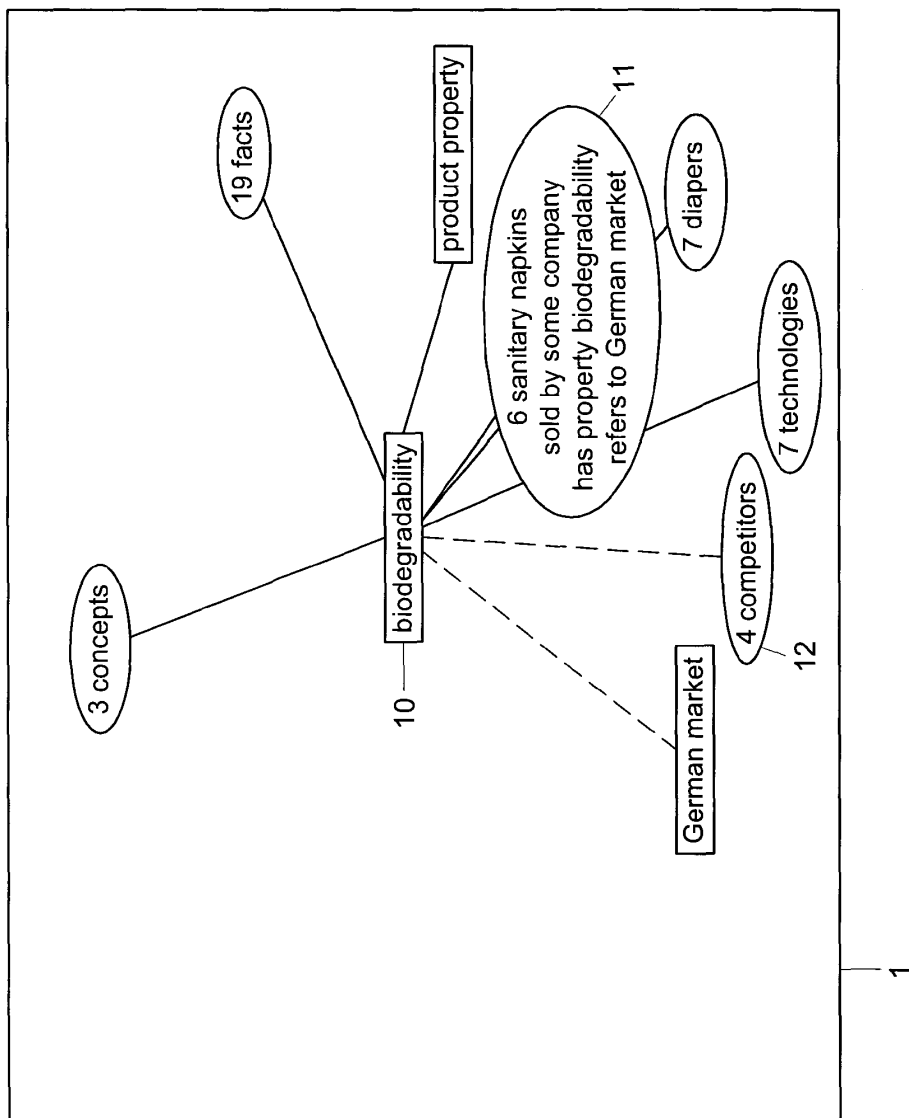 3 concepts
19 facts
10
biodegradability
product property
6 sanitary napkins
sold by some company
has property biodegradability
refers to German market
11
German market
7 diapers
4 competitors
7 technologies
12
1